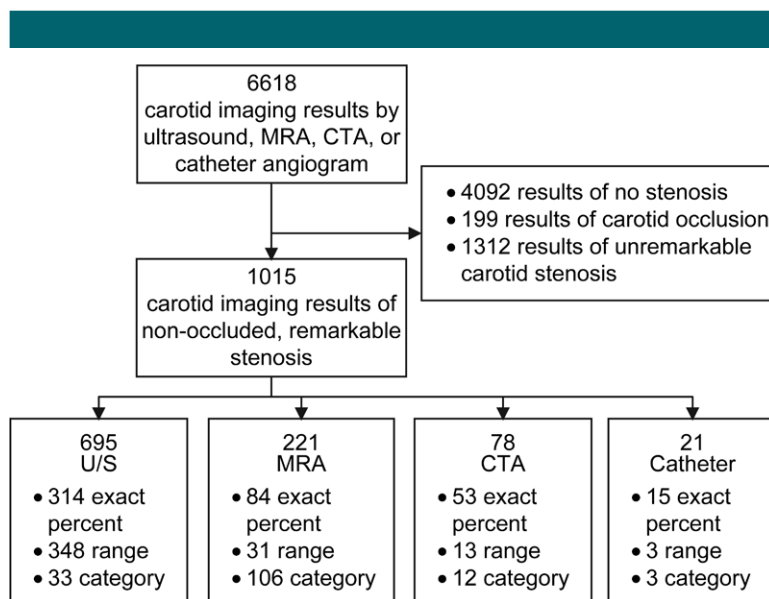 6618
carotid imaging results by
ultrasound, MRA, CTA, or
catheter angiogram
• 4092 results of no stenosis
• 199 results of carotid occlusion
• 1312 results of unremarkable
carotid stenosis
1015
carotid imaging results of
non-occluded, remarkable
stenosis
695
U/S
• 314 exact
percent
• 348 range
• 33 category
221
MRA
• 84 exact
percent
• 31 range
• 106 category
78
CTA
• 53 exact
percent
• 13 range
• 12 category
21
Catheter
• 15 exact
percent
• 3 range
• 3 category